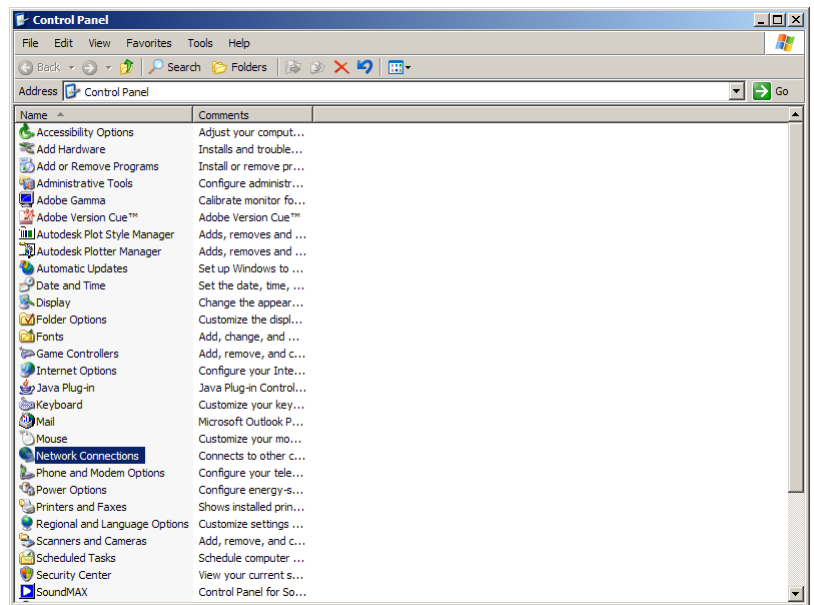 Control Panel
File Edit View Favorites Tools Help
Back Search Folders
Address Control Panel Go
Name Comments
Accessibility Options Adjust your comput...
Add Hardware Installs and trouble...
Add or Remove Programs Install or remove pr...
Administrative Tools Configure administr...
Adobe Gamma Calibrate monitor fo...
Adobe Version Cue™ Adobe Version Cue™
Autodesk Plot Style Manager Adds, removes and ...
Autodesk Plotter Manager Adds, removes and ...
Automatic Updates Set up Windows to ...
Date and Time Set the date, time, ...
Display Change the appear...
Folder Options Customize the displ...
Fonts Add, change, and ...
Game Controllers Add, remove, and c...
Internet Options Configure your Inte...
Java Plug-in Java Plug-in Control...
Keyboard Customize your key...
Mail Microsoft Outlook P...
Mouse Customize your mo...
Network Connections Connects to other c...
Phone and Modem Options Configure your tele...
Power Options Configure energy-s...
Printers and Faxes Shows installed prin...
Regional and Language Options Customize settings ...
Scanners and Cameras Add, remove, and c...
Scheduled Tasks Schedule computer ...
Security Center View your current s...
SoundMAX Control Panel for So...